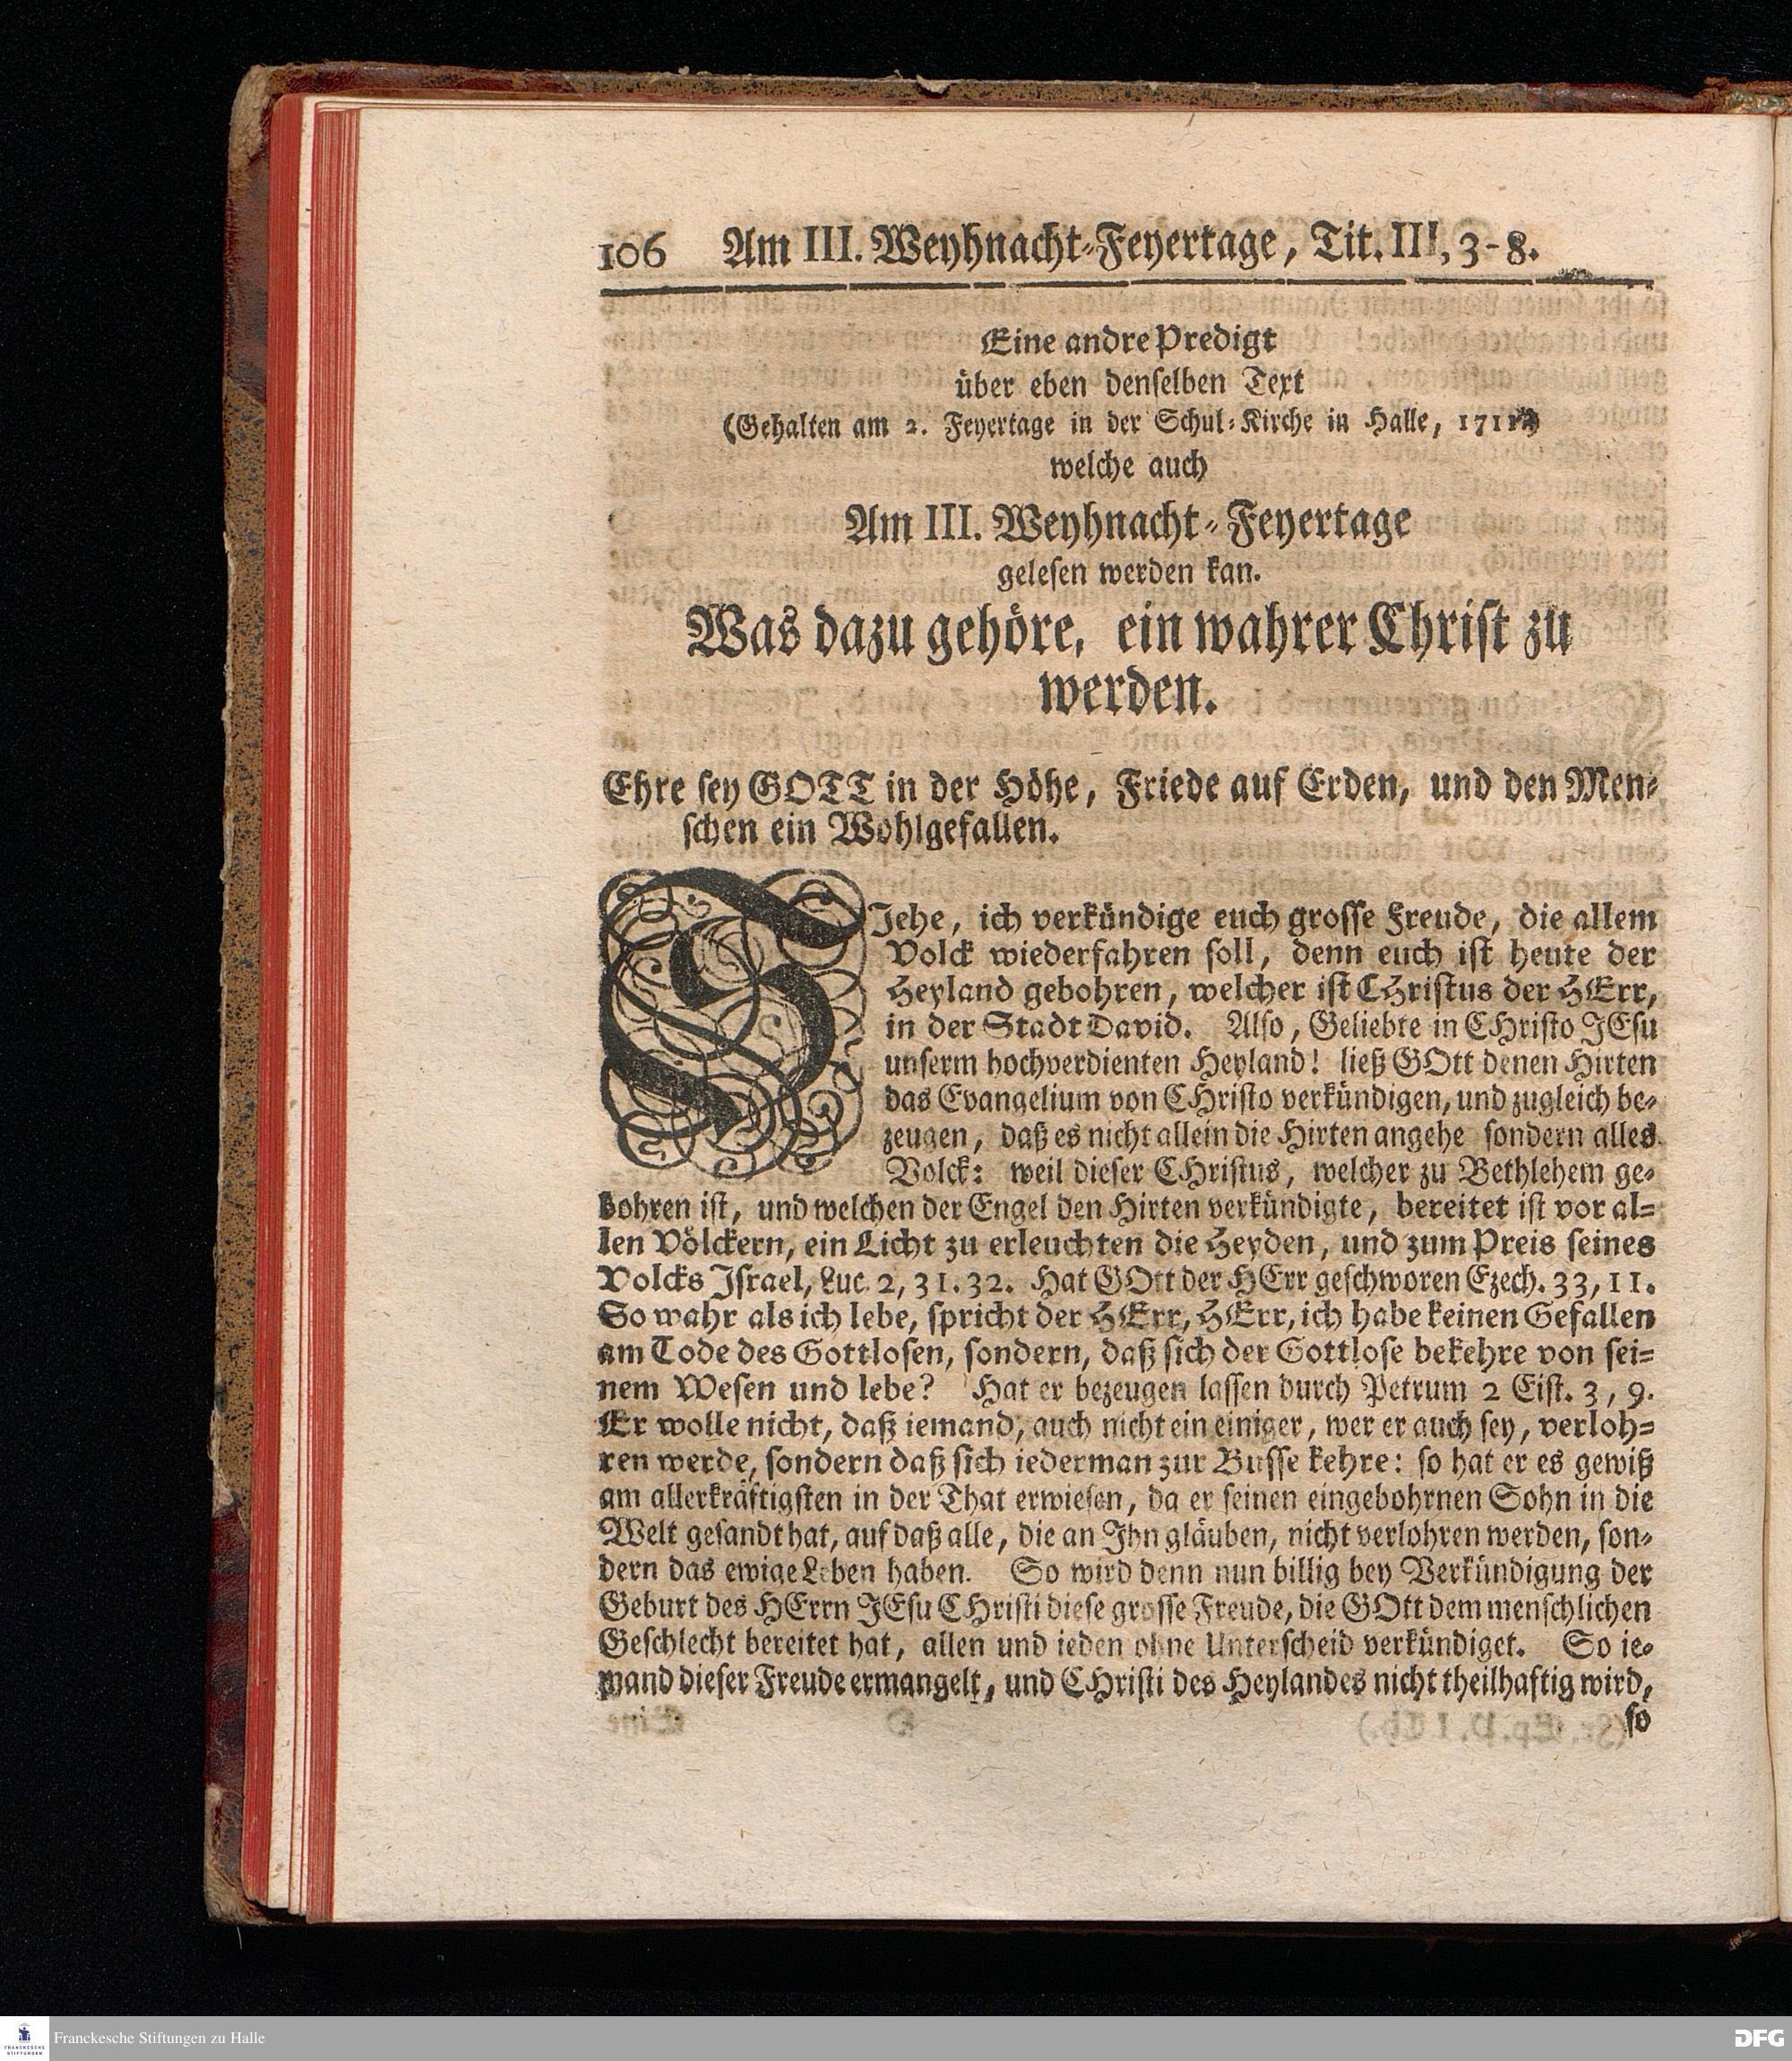 106 Am III. Weyhnacht-Feyertage, Tit. III, 3-8.
Eine andre Predigt
über eben denselben Text
(Gehalten am 2. Feyertage in der Schul-Kirche in Halle,
welche auch
Am III. Weyhnacht-Feyertage
gelesen werden kan.
Was dazu gehöre, ein wahrer Christ zu
werden.
Ehre sey GOTT in der Höhe, Friede auf Erden, und den Men-
schen ein Wohlgefallen.
SIehe, ich verkündige euch grosse Freude, die allem
Volck wiederfahren soll, denn euch ist heute der
Heyland gebohren, welcher ist CHristus der HErr,
in der Stadt David. Also, Geliebte in CHristo JEsu
unserm hochverdienten Heyland! ließ GOtt denen Hirten
das Evangelium von CHristo verkündigen, und zugleich be-
zeugen, daß es nicht allein die Hirten angehe sondern alles
Volck: weil dieser CHristus, welcher zu Bethlehem ge-
bohren ist, und welchen der Engel den Hirten verkündigte, bereitet ist vor al-
len Völckern, ein Licht zu erleuchten die Heyden, und zum Preis seines
Volcks Israel, Luc. 2, 31. 32. Hat GOtt der HErr geschworen Ezech. 33, 11.
So wahr als ich lebe, spricht der HErr, HErr, ich habe keinen Gefallen
am Tode des Gottlosen, sondern, daß sich der Gottlose bekehre von sei-
nem Wesen und lebe? Hat er bezeugen lassen durch Petrum 2 Eist. 3, 9.
Er wolle nicht, daß iemand, auch nicht ein einiger, wer er auch sey, verloh-
ren werde, sondern daß sich iederman zur Busse kehre: so hat er es gewiß
am allerkräftigsten in der That erwiesen, da er seinen eingebohrnen Sohn in die
Welt gesandt hat, auf daß alle, die an Ihn gläuben, nicht verlohren werden, son-
dern das ewige Leben haben. So wird denn nun billig bey Verkündigung der
Geburt des HErrn JEsu CHristi diese grosse Freude, die GOtt dem menschlichen
Geschlecht bereitet hat, allen und ieden ohne Unterscheid verkündiget. So ie-
mand dieser Freude ermangelt, und CHristi des Heylandes nicht theilhaftig wird,
so
Franckesche Stiftungen zu Halle
FRANCKESCHE
STIFTUNGEN
DFG